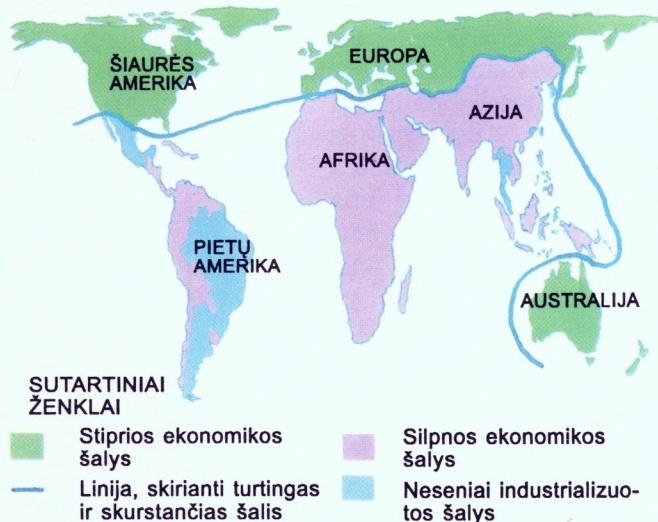 ŠIAURĖS
AMERIKA
EUROPA
AZIJA
AFRIKA
PIETŲ
AMERIKA
AUSTRALIJA
SUTARTINIAI
ŽENKLAI
Stiprios ekonomikos
šalys
Linija, skirianti turtingas
ir skurstančias šalis
Silpnos ekonomikos
šalys
Neseniai industrializuo-
tos šalys